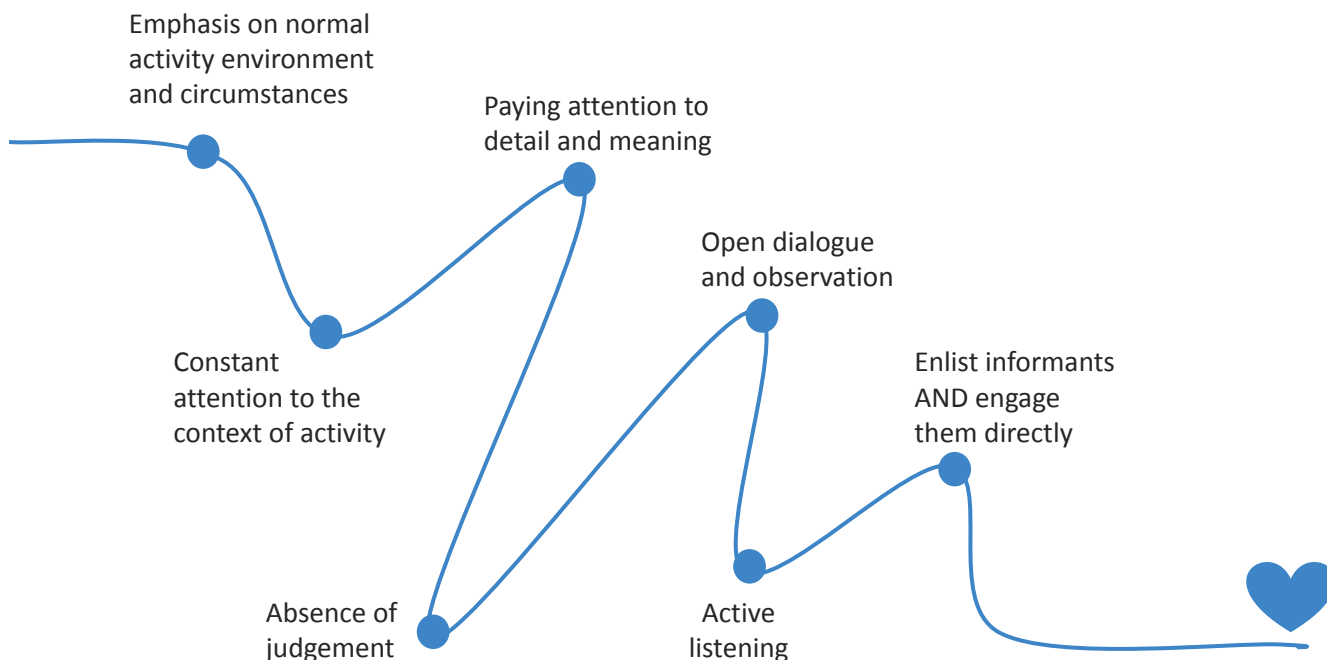 Emphasis on normal
activity environment
and circumstances
Constant
attention to the
context of activity
Paying attention to
detail and meaning
Absence of
judgement
Open dialogue
and observation
Active
listening
Enlist informants
AND engage
them directly